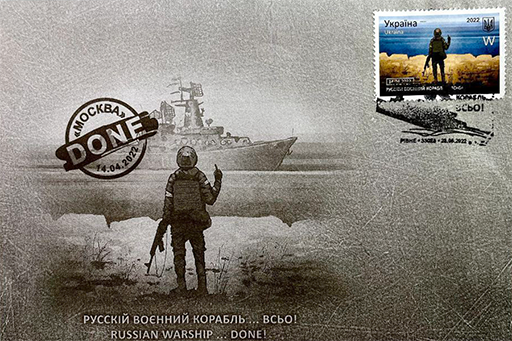 Україна
Ukraine
2022
W
РУССКІЙ ВОЄННИЙ КОРАБЛЬ
«МОСКВА»
DONE
14.04.2022
КОРАБЛЬ
ВСЬО!
РУССКІЙ ВОЄННИЙ КОРАБЛЬ ... ВСЬО!
RUSSIAN WARSHIP ... DONE!